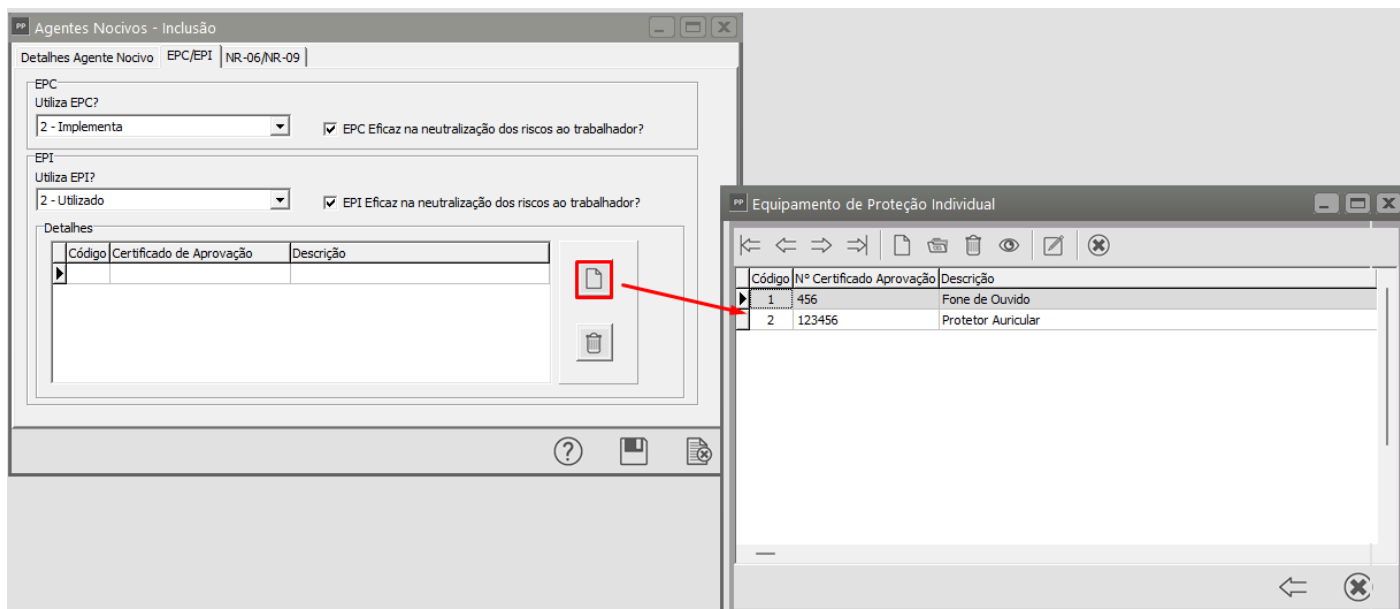 PP Agentes Nocivos - Inclusão
Detalhes Agente Nocivo EPC/EPI NR-06/NR-09
EPC
Utiliza EPC?
2 - Implementa
EPC Eficaz na neutralização dos riscos ao trabalhador?
EPI
Utiliza EPI?
2 - Utilizado
EPI Eficaz na neutralização dos riscos ao trabalhador?
Detalhes
Código Certificado de Aprovação Descrição
?
PP Equipamento de Proteção Individual
Código Nº Certificado Aprovação Descrição
1 456 Fone de Ouvido
2 123456 Protetor Auricular